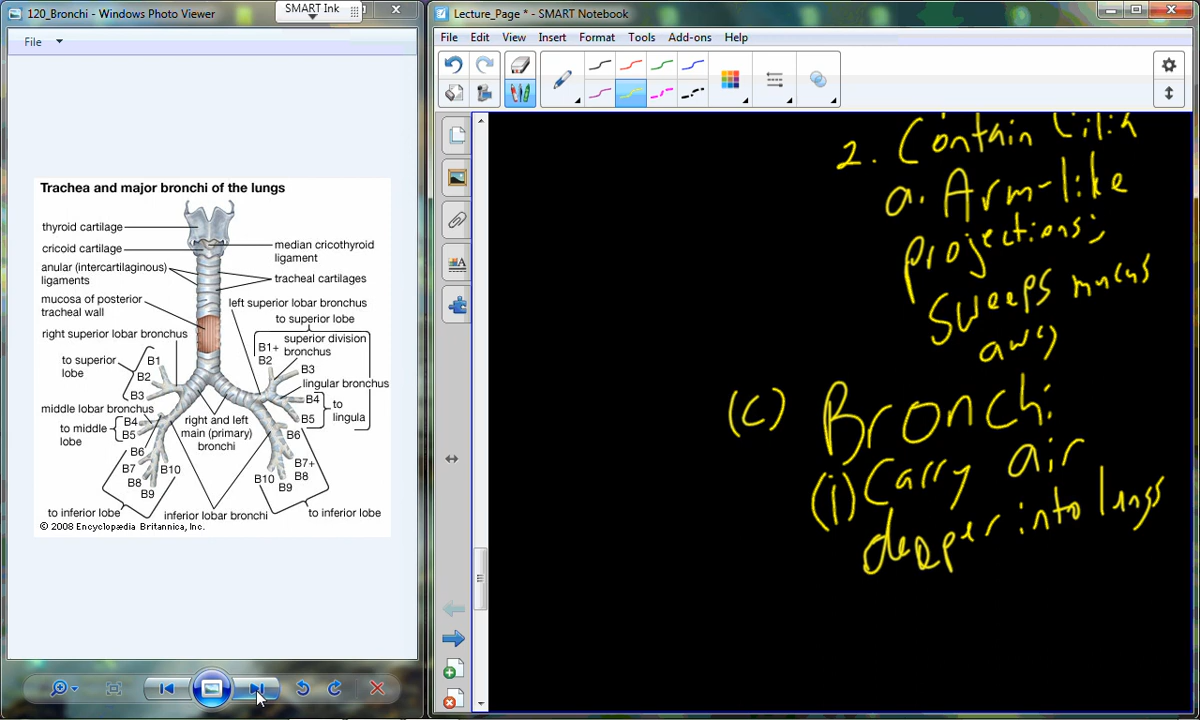 120_Bronchi - Windows Photo Viewer
SMART Ink
File
Trachea and major bronchi of the lungs
thyroid cartilage
cricoid cartilage
median cricothyroid
ligament
anular (intercartilaginous)
ligaments
tracheal cartilages
mucosa of posterior
tracheal wall
left superior lobar bronchus
to superior lobe
right superior lobar bronchus
superior division
bronchus
B1+
B2
B3
to superior
lobe
B1
B2
B3
lingular bronchus
B4
B5
to
lingula
middle lobar bronchus
to middle
lobe
B4
B5
right and left
main (primary)
bronchi
B6
B7
B8
B9
B10
B6
B7+
B8
B10
B9
to inferior lobe
inferior lobar bronchi
to inferior lobe
© 2008 Encyclopædia Britannica, Inc.
Lecture_Page * - SMART Notebook
File Edit View Insert Format Tools Add-ons Help
2. Contain Cilia
a. Arm-like
projections;
sweeps mucus
away
(c) Bronchi
(i) Carry air
deeper into lungs